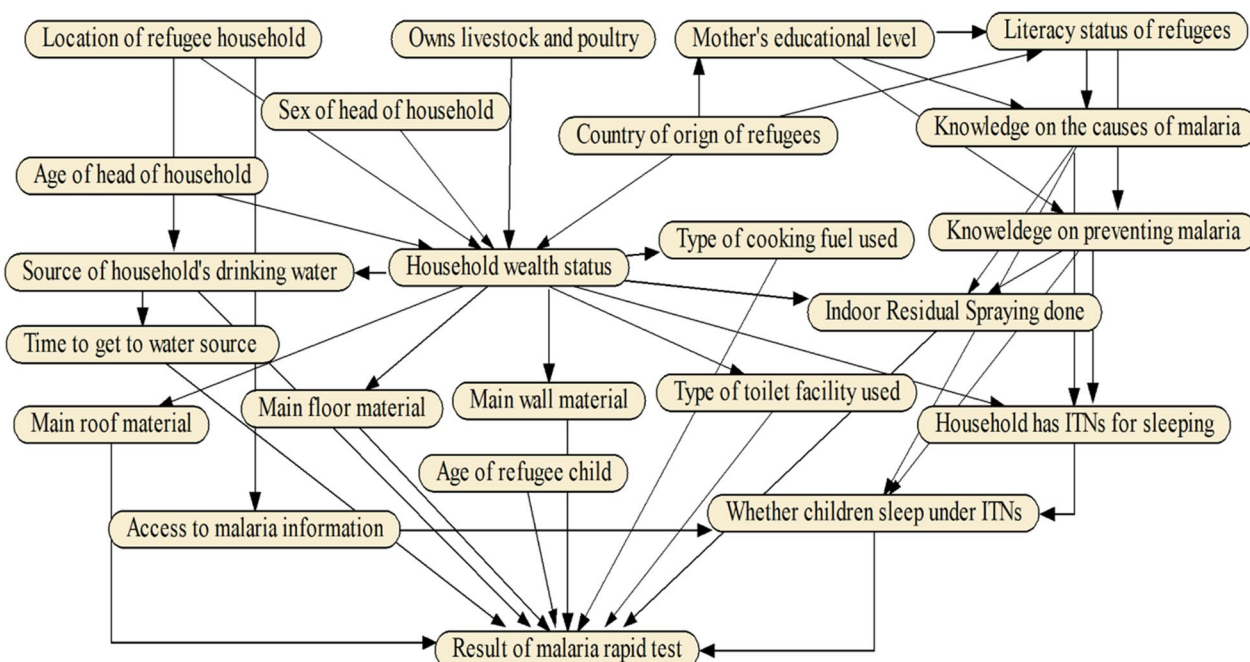 Location of refugee household
Owns livestock and poultry
Mother's educational level
Literacy status of refugees
Sex of head of household
Country of orign of refugees
Knowledge on the causes of malaria
Age of head of household
Knoweldege on preventing malaria
Type of cooking fuel used
Source of household's drinking water
Household wealth status
Indoor Residual Spraying done
Time to get to water source
Main roof material
Main floor material
Main wall material
Type of toilet facility used
Household has ITNs for sleeping
Age of refugee child
Access to malaria information
Whether children sleep under ITNs
Result of malaria rapid test